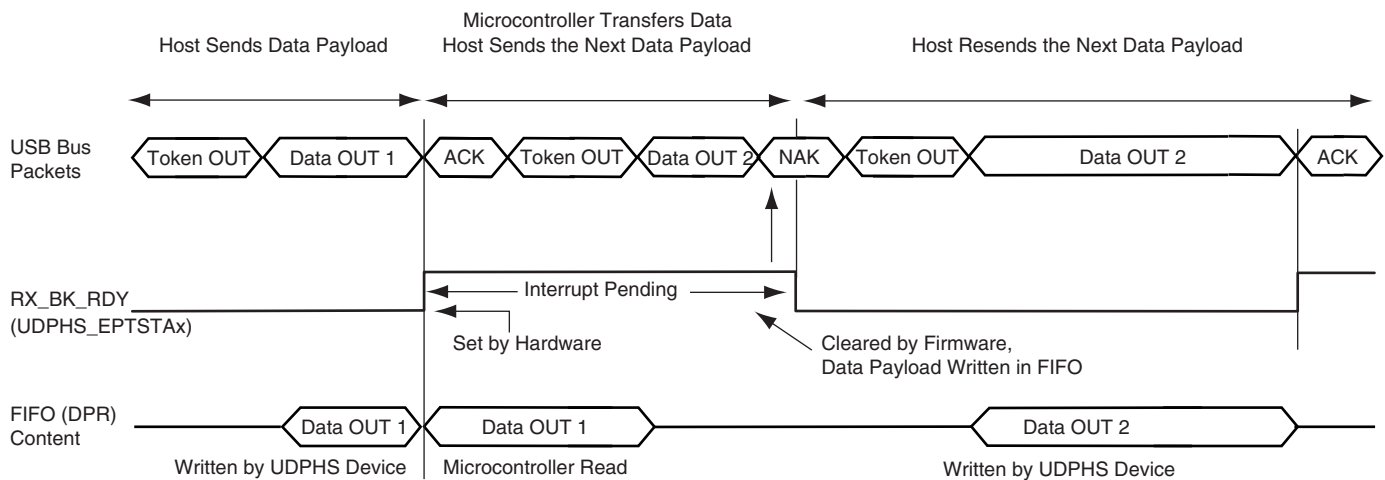 Microcontroller Transfers Data
Host Sends Data Payload
Host Sends the Next Data Payload
Host Resends the Next Data Payload
USB Bus
Packets
Token OUT
Data OUT 1
ACK
Token OUT
Data OUT 2
NAK
Token OUT
Data OUT 2
ACK
RX_BK_RDY
(UDPHS_EPTSTAx)
Interrupt Pending
Set by Hardware
Cleared by Firmware,
Data Payload Written in FIFO
FIFO (DPR)
Content
Data OUT 1
Data OUT 1
Data OUT 2
Written by UDPHS Device
Microcontroller Read
Written by UDPHS Device